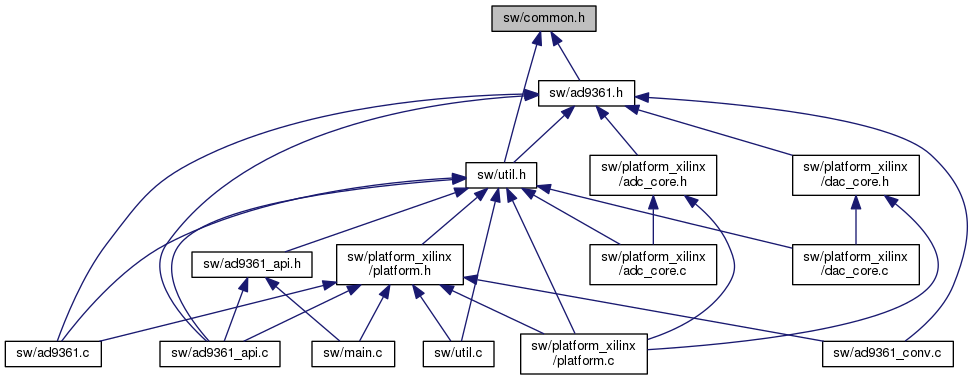 sw/common.h
sw/ad9361.h
sw/util.h
sw/platform_xilinx
/adc_core.h
sw/platform_xilinx
/dac_core.h
sw/ad9361_api.h
sw/platform_xilinx
/platform.h
sw/platform_xilinx
/adc_core.c
sw/platform_xilinx
/dac_core.c
sw/ad9361.c
sw/ad9361_api.c
sw/main.c
sw/util.c
sw/platform_xilinx
/platform.c
sw/ad9361_conv.c